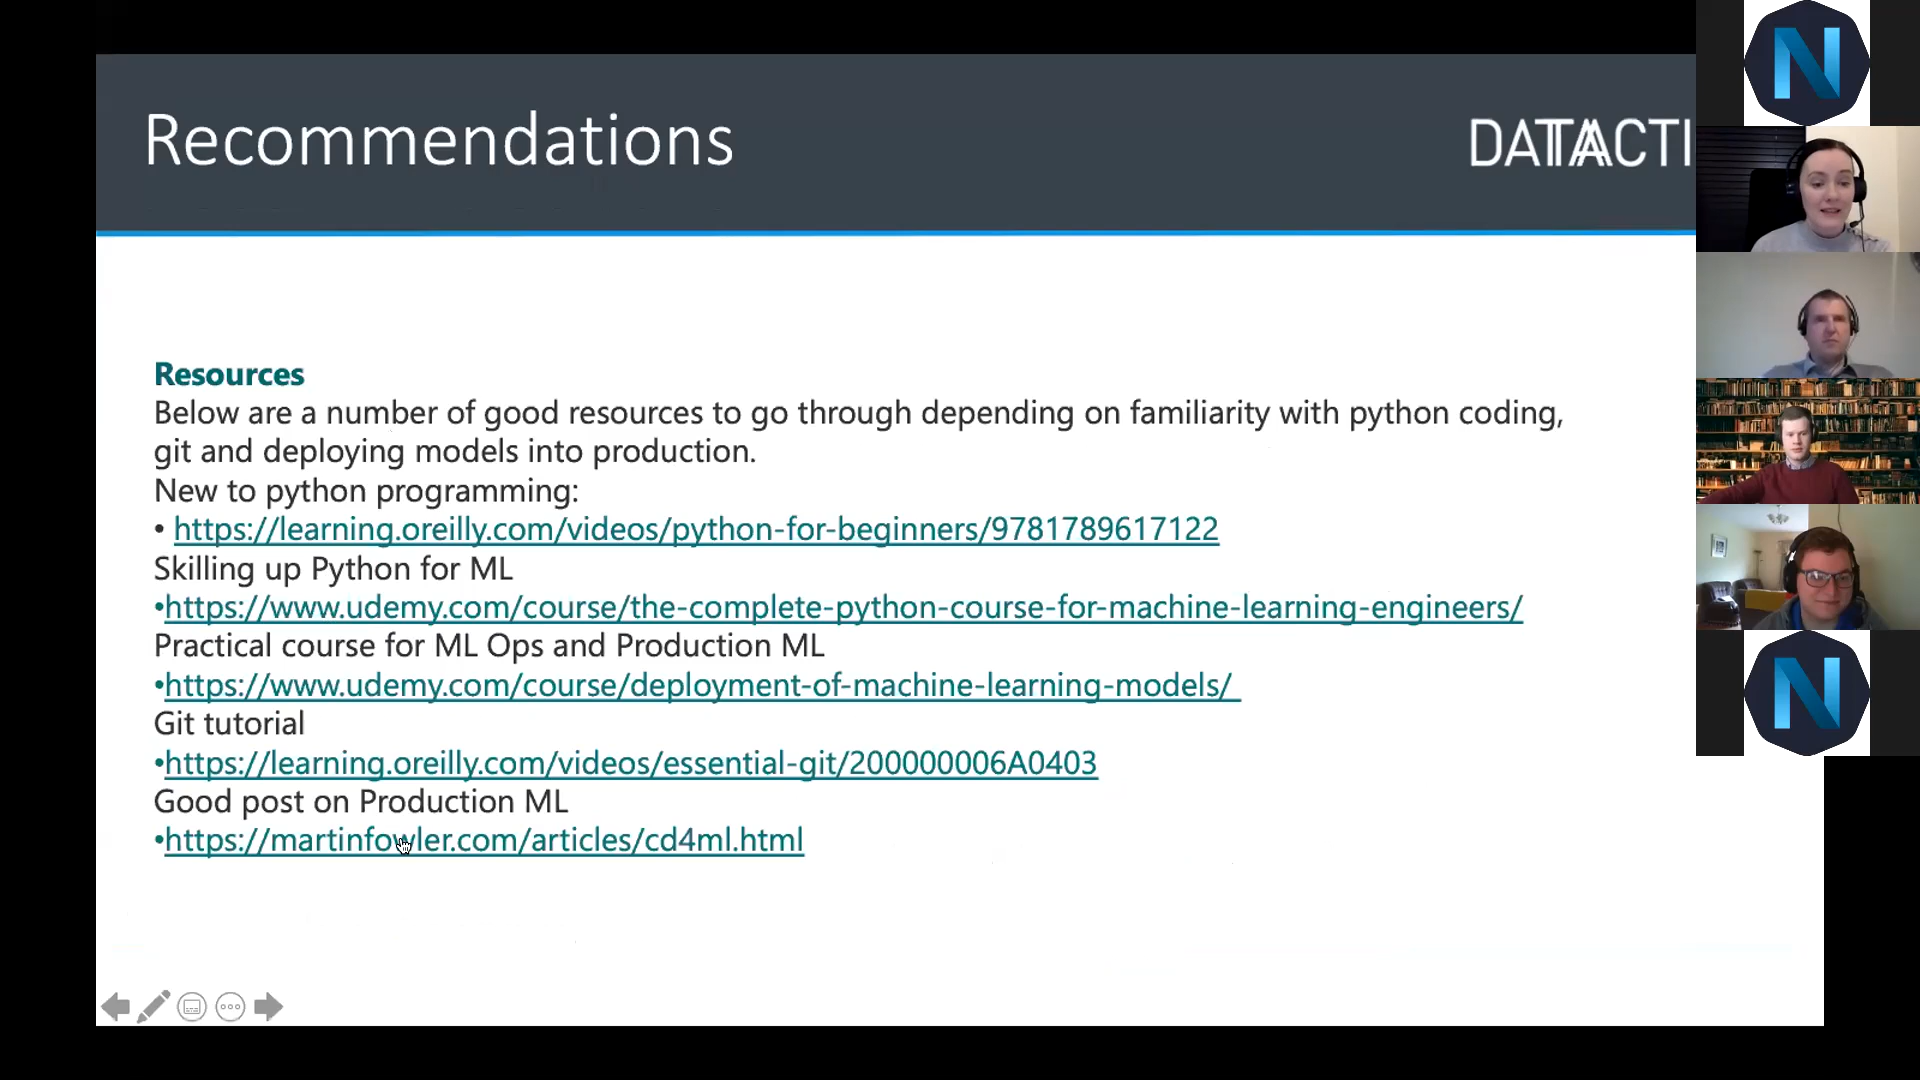 Recommendations
DATACTI
Resources
Below are a number of good resources to go through depending on familiarity with python coding,
git and deploying models into production.
New to python programming:
• https://learning.oreilly.com/videos/python-for-beginners/9781789617122
Skilling up Python for ML
•https://www.udemy.com/course/the-complete-python-course-for-machine-learning-engineers/
Practical course for ML Ops and Production ML
•https://www.udemy.com/course/deployment-of-machine-learning-models/
Git tutorial
•https://learning.oreilly.com/videos/essential-git/200000006A0403
Good post on Production ML
•https://martinfowler.com/articles/cd4ml.html
N
N